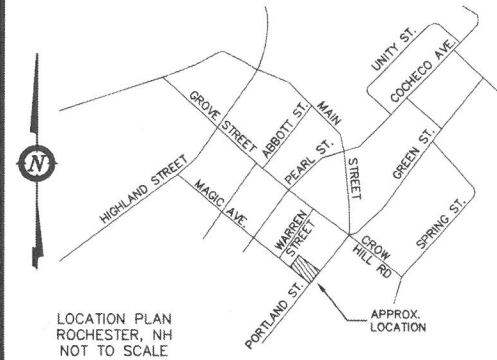 UNITY ST.
COCHECO AVE.
GROVE STREET
ABBOTT ST.
MAIN
STREET
PEARL ST.
GREEN ST.
N
HIGHLAND STREET
MAGIC AVE.
WARREN
STREET
CROW
HILL RD
SPRING ST.
PORTLAND ST.
APPROX.
LOCATION
LOCATION PLAN
ROCHESTER, NH
NOT TO SCALE